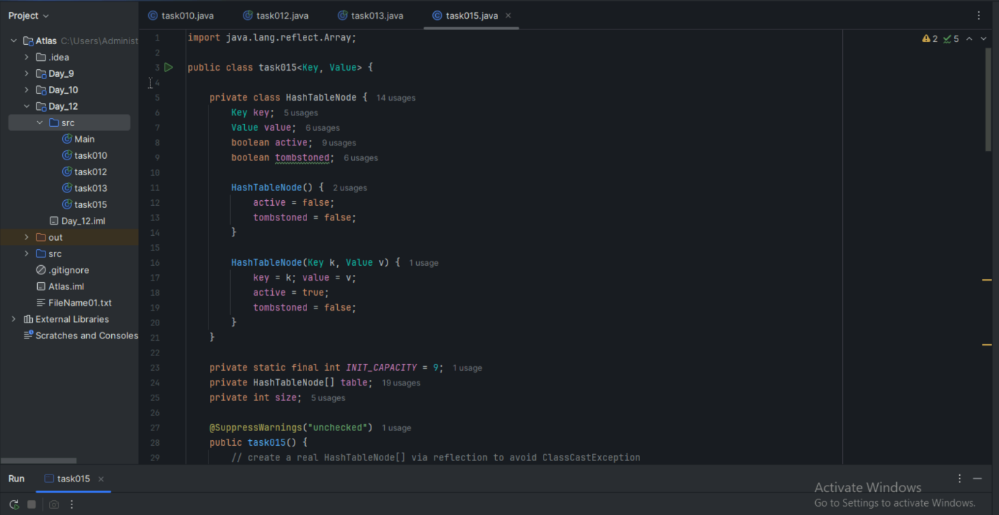 Project
task010.java
task012.java
task013.java
task015.java
Atlas C:\Users\Administ
.idea
Day_9
Day_10
Day_12
src
Main
task010
task012
task013
task015
Day_12.iml
out
src
.gitignore
Atlas.iml
FileName01.txt
External Libraries
Scratches and Consoles
2 5
1 import java.lang.reflect.Array;
2
3 public class task015<Key, Value> {
4
5 private class HashTableNode { 14 usages
6 Key key; 5 usages
7 Value value; 6 usages
8 boolean active; 9 usages
9 boolean tombstoned; 6 usages
10
11 HashTableNode() { 2 usages
12 active = false;
13 tombstoned = false;
14 }
15
16 HashTableNode(Key k, Value v) { 1 usage
17 key = k; value = v;
18 active = true;
19 tombstoned = false;
20 }
21 }
22
23 private static final int INIT_CAPACITY = 9; 1 usage
24 private HashTableNode[] table; 19 usages
25 private int size; 5 usages
26
27 @SuppressWarnings("unchecked") 1 usage
28 public task015() {
29 // create a real HashTableNode[] via reflection to avoid ClassCastException
Run task015
Activate Windows
Go to Settings to activate Windows.